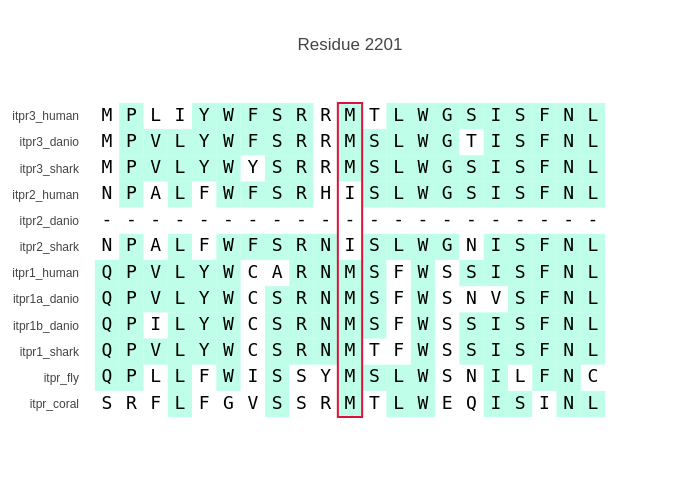 Residue 2201
itpr3_human M P L I Y W F S R R M T L W G S I S F N L
itpr3_danio M P V L Y W F S R R M S L W G T I S F N L
itpr3_shark M P V L Y W Y S R R M S L W G S I S F N L
itpr2_human N P A L F W F S R H I S L W G S I S F N L
itpr2_danio - - - - - - - - - - - - - - - - - - - - -
itpr2_shark N P A L F W F S R N I S L W G N I S F N L
itpr1_human Q P V L Y W C A R N M S F W S S I S F N L
itpr1a_danio Q P V L Y W C S R N M S F W S N V S F N L
itpr1b_danio Q P I L Y W C S R N M S F W S S I S F N L
itpr1_shark Q P V L Y W C S R N M T F W S S I S F N L
itpr_fly Q P L L F W I S S Y M S L W S N I L F N C
itpr_coral S R F L F G V S S R M T L W E Q I S I N L